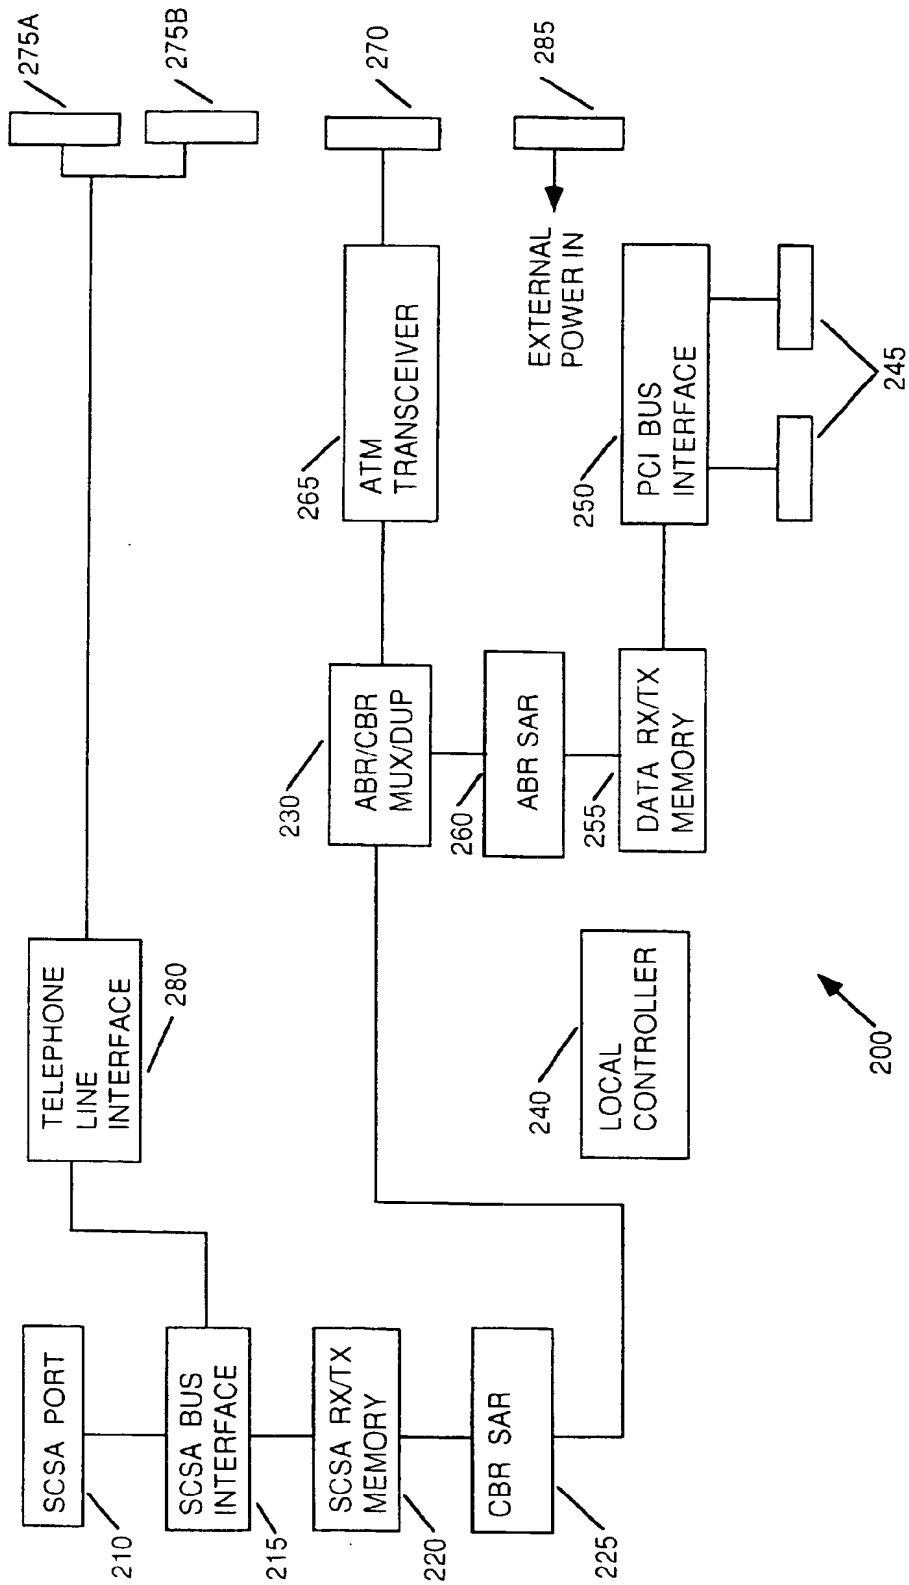 SCSA PORT
210
SCSA BUS
INTERFACE
215
SCSA RX/TX
MEMORY
220
CBR SAR
225
TELEPHONE
LINE
INTERFACE
280
275A
275B
ABR/CBR
MUX/DUP
230
ATM
TRANSCEIVER
265
270
ABR SAR
260
DATA RX/TX
MEMORY
255
EXTERNAL
POWER IN
285
PCI BUS
INTERFACE
250
245
LOCAL
CONTROLLER
240
200